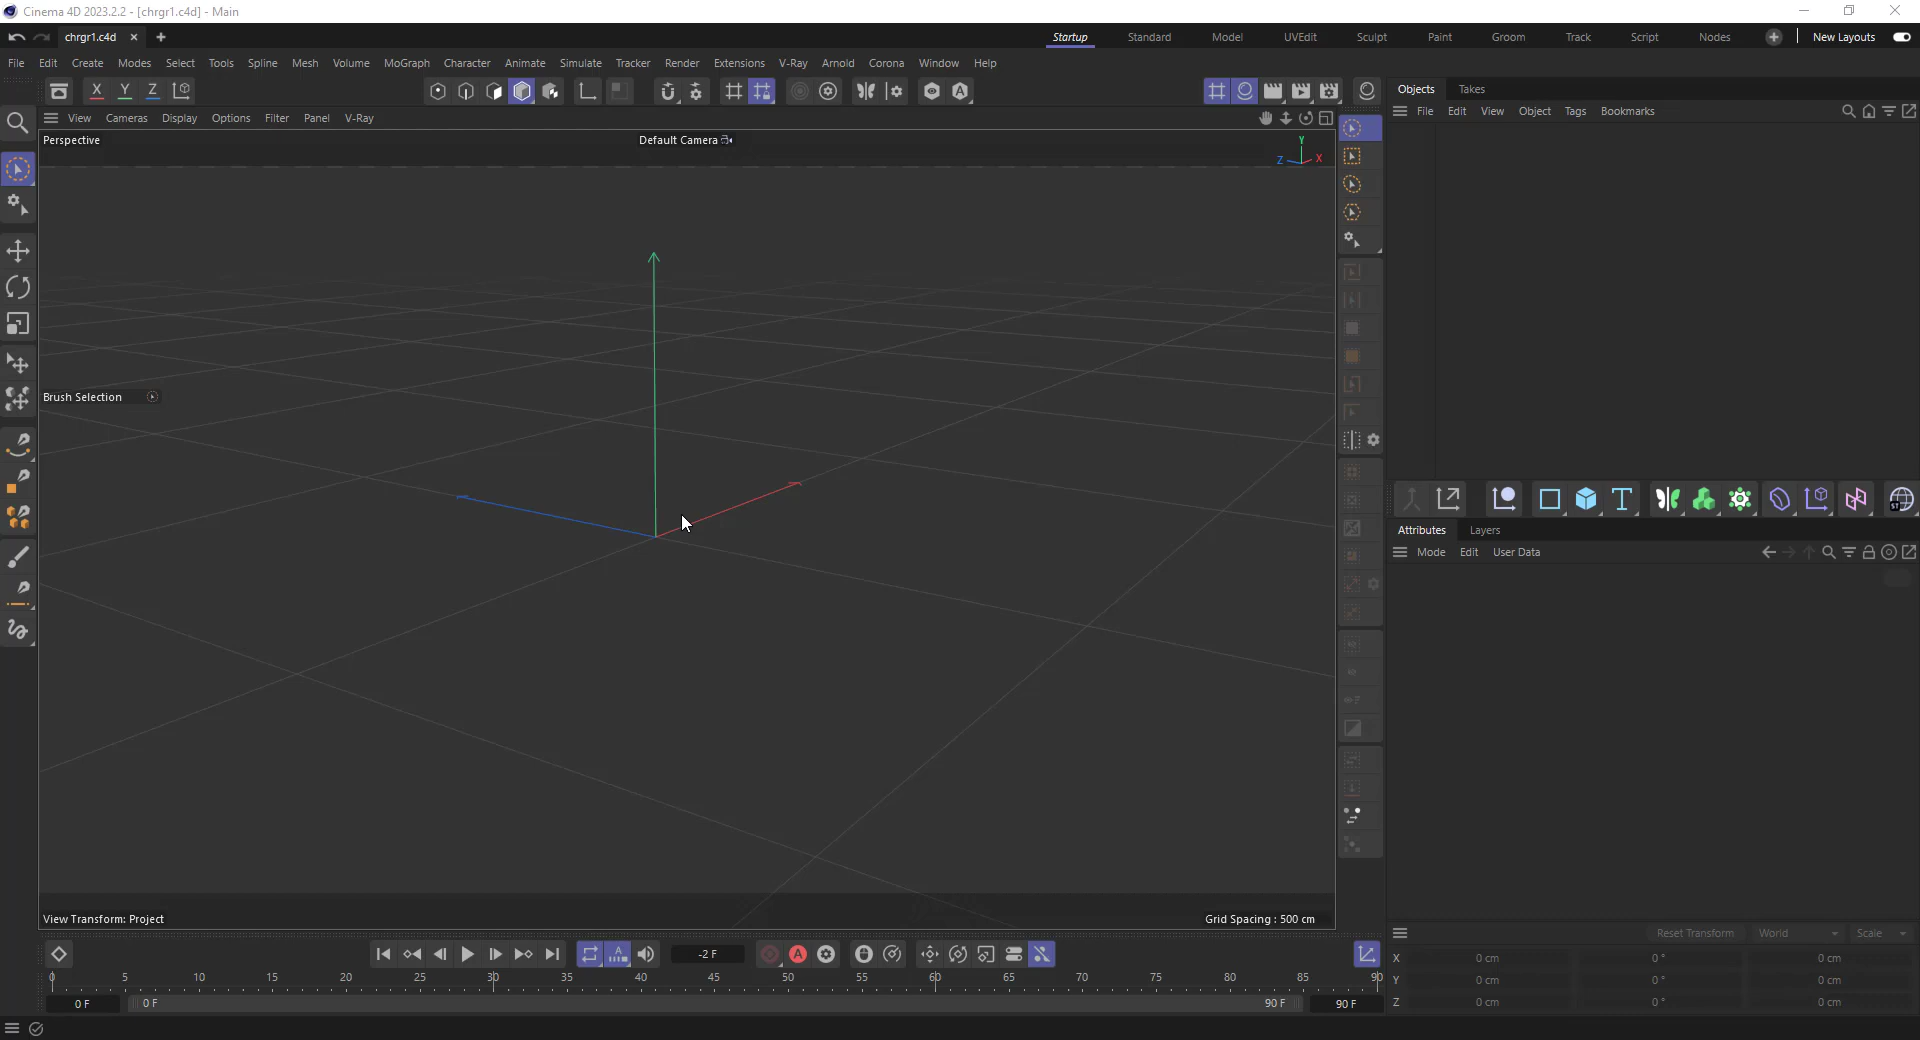 Cinema 4D 2023.2.2 - [chrgr1.c4d] - Main
chrgr1.c4d
Startup Standard Model UVEdit Sculpt Paint Groom Track Script Nodes New Layouts
File Edit Create Modes Select Tools Spline Mesh Volume MoGraph Character Animate Simulate Tracker Render Extensions V-Ray Arnold Corona Window Help
X Y Z
Objects Takes
File Edit View Object Tags Bookmarks
View Cameras Display Options Filter Panel V-Ray
Perspective
Default Camera
Y
Z X
Brush Selection
Attributes Layers
Mode Edit User Data
View Transform: Project
Grid Spacing : 500 cm
Reset Transform World Scale
-2 F
X 0 cm 0 ° 0 cm
Y 0 cm 0 ° 0 cm
Z 0 cm 0 ° 0 cm
0 5 10 15 20 25 30 35 40 45 50 55 60 65 70 75 80 85 90
0 F 0 F 90 F 90 F